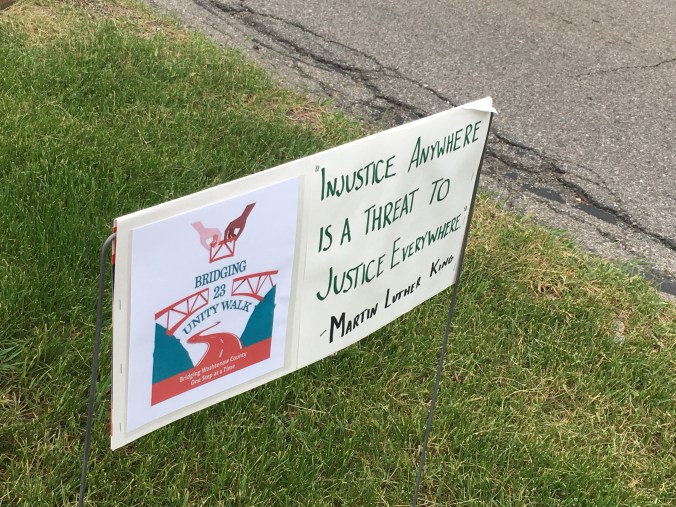 BRIDGING
23
UNITY WALK
Bridging Washtenaw County
One Step at a Time
"INJUSTICE ANYWHERE
IS A THREAT TO
JUSTICE EVERYWHERE"
- MARTIN LUTHER KING